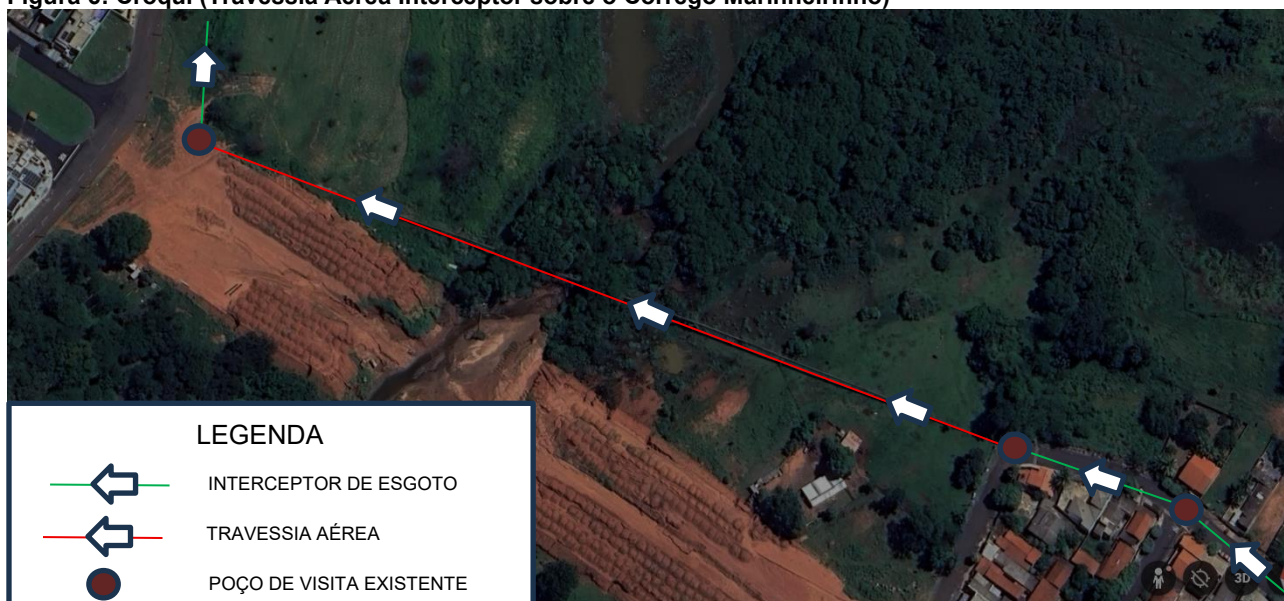 Figura 3: Croqui (Travessia Aérea Interceptor sobre o Córrego Marinheirinho)
LEGENDA
INTERCEPTOR DE ESGOTO
TRAVESSIA AÉREA
POÇO DE VISITA EXISTENTE
3D